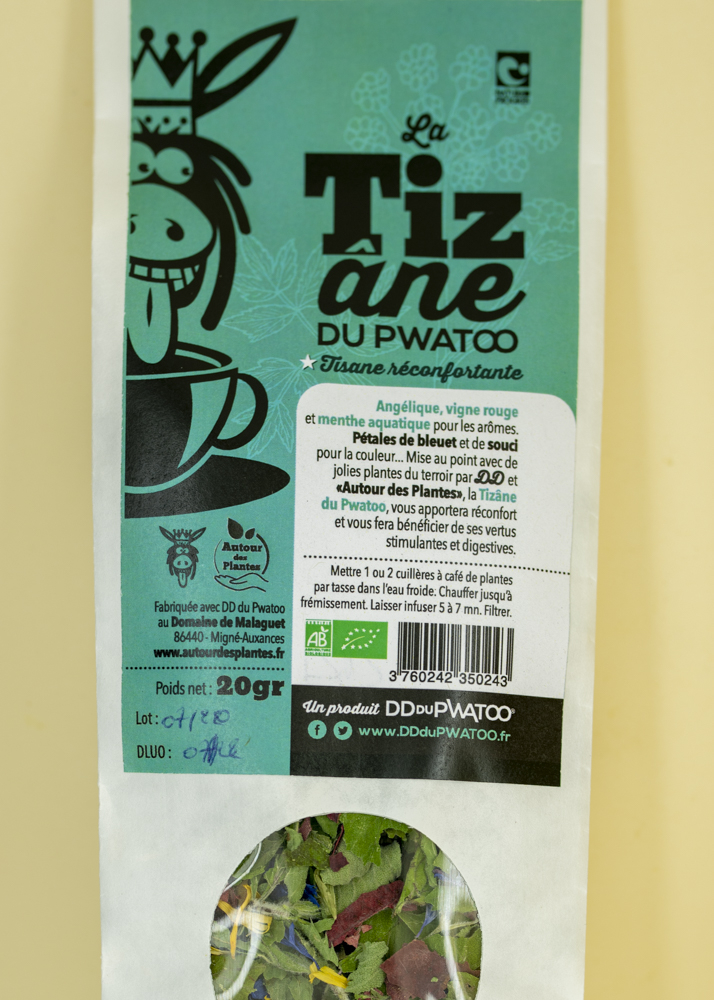 La
Tiz
âne
DU PWATOO
Tisane réconfortante
Angélique, vigne rouge
et menthe aquatique pour les arômes.
Pétales de bleuet et de souci
pour la couleur... Mise au point avec de
jolies plantes du terroir par DD et
«Autour des Plantes», la Tizâne
du Pwatoo, vous apportera réconfort
et vous fera bénéficier de ses vertus
stimulantes et digestives.
Mettre 1 ou 2 cuillères à café de plantes
par tasse dans l'eau froide. Chauffer jusqu'à
frémissement. Laisser infuser 5 à 7 mn. Filtrer.
AB
3 760242 350243
Autour
des
Plantes
Fabriquée avec DD du Pwatoo
au Domaine de Malaguet
86440 - Migné-Auxances
www.autourdesplantes.fr
Poids net : 20gr
Lot : 07/20
DLUO :
Un produit DDDUPWATOO®
www.DDduPWATOO.fr